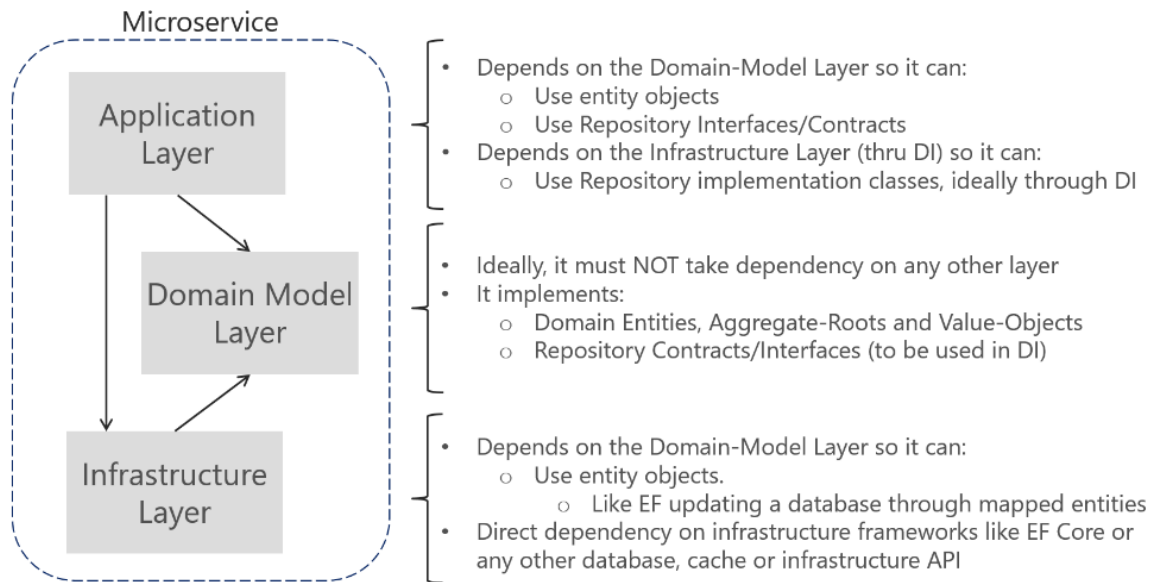 Microservice
Application
Layer
Domain Model
Layer
Infrastructure
Layer
• Depends on the Domain-Model Layer so it can:
o Use entity objects
o Use Repository Interfaces/Contracts
• Depends on the Infrastructure Layer (thru DI) so it can:
o Use Repository implementation classes, ideally through DI
• Ideally, it must NOT take dependency on any other layer
• It implements:
o Domain Entities, Aggregate-Roots and Value-Objects
o Repository Contracts/Interfaces (to be used in DI)
• Depends on the Domain-Model Layer so it can:
o Use entity objects.
o Like EF updating a database through mapped entities
• Direct dependency on infrastructure frameworks like EF Core or
any other database, cache or infrastructure API